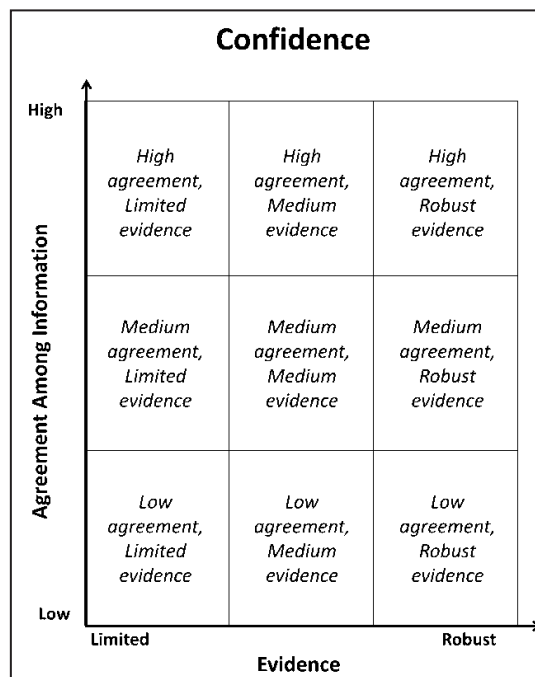 Confidence
High
High
agreement,
Limited
evidence
High
agreement,
Medium
evidence
High
agreement,
Robust
evidence
Agreement Among Information
Medium
agreement,
Limited
evidence
Medium
agreement,
Medium
evidence
Medium
agreement,
Robust
evidence
Low
agreement,
Limited
evidence
Low
agreement,
Medium
evidence
Low
agreement,
Robust
evidence
Low
Limited
Robust
Evidence